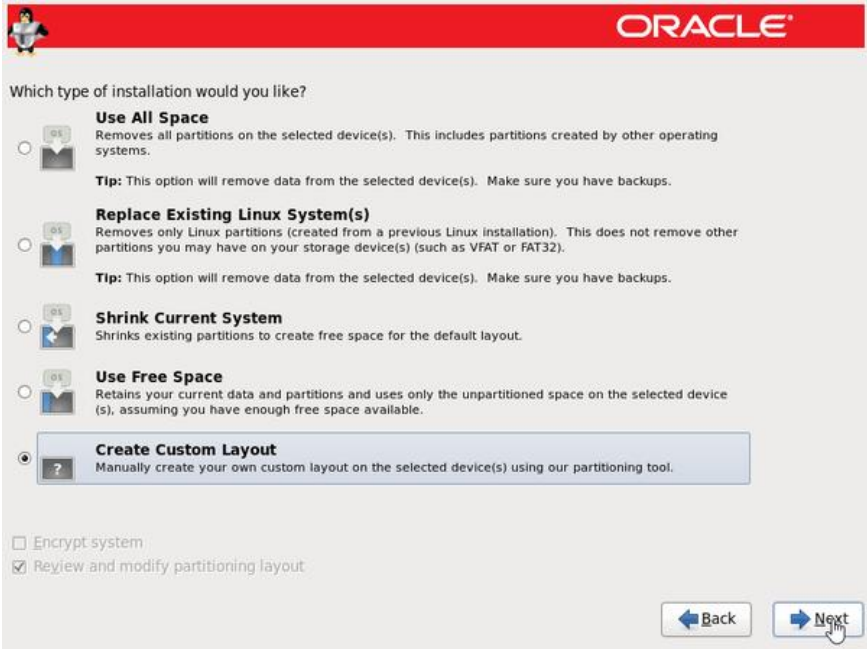 ORACLE®
Which type of installation would you like?
Use All Space
Removes all partitions on the selected device(s). This includes partitions created by other operating
systems.
Tip: This option will remove data from the selected device(s). Make sure you have backups.
Replace Existing Linux System(s)
Removes only Linux partitions (created from a previous Linux installation). This does not remove other
partitions you may have on your storage device(s) (such as VFAT or FAT32).
Tip: This option will remove data from the selected device(s). Make sure you have backups.
Shrink Current System
Shrinks existing partitions to create free space for the default layout.
Use Free Space
Retains your current data and partitions and uses only the unpartitioned space on the selected device
(s), assuming you have enough free space available.
Create Custom Layout
Manually create your own custom layout on the selected device(s) using our partitioning tool.
Encrypt system
Review and modify partitioning layout
Back
Next
OS
OS
OS
OS
?